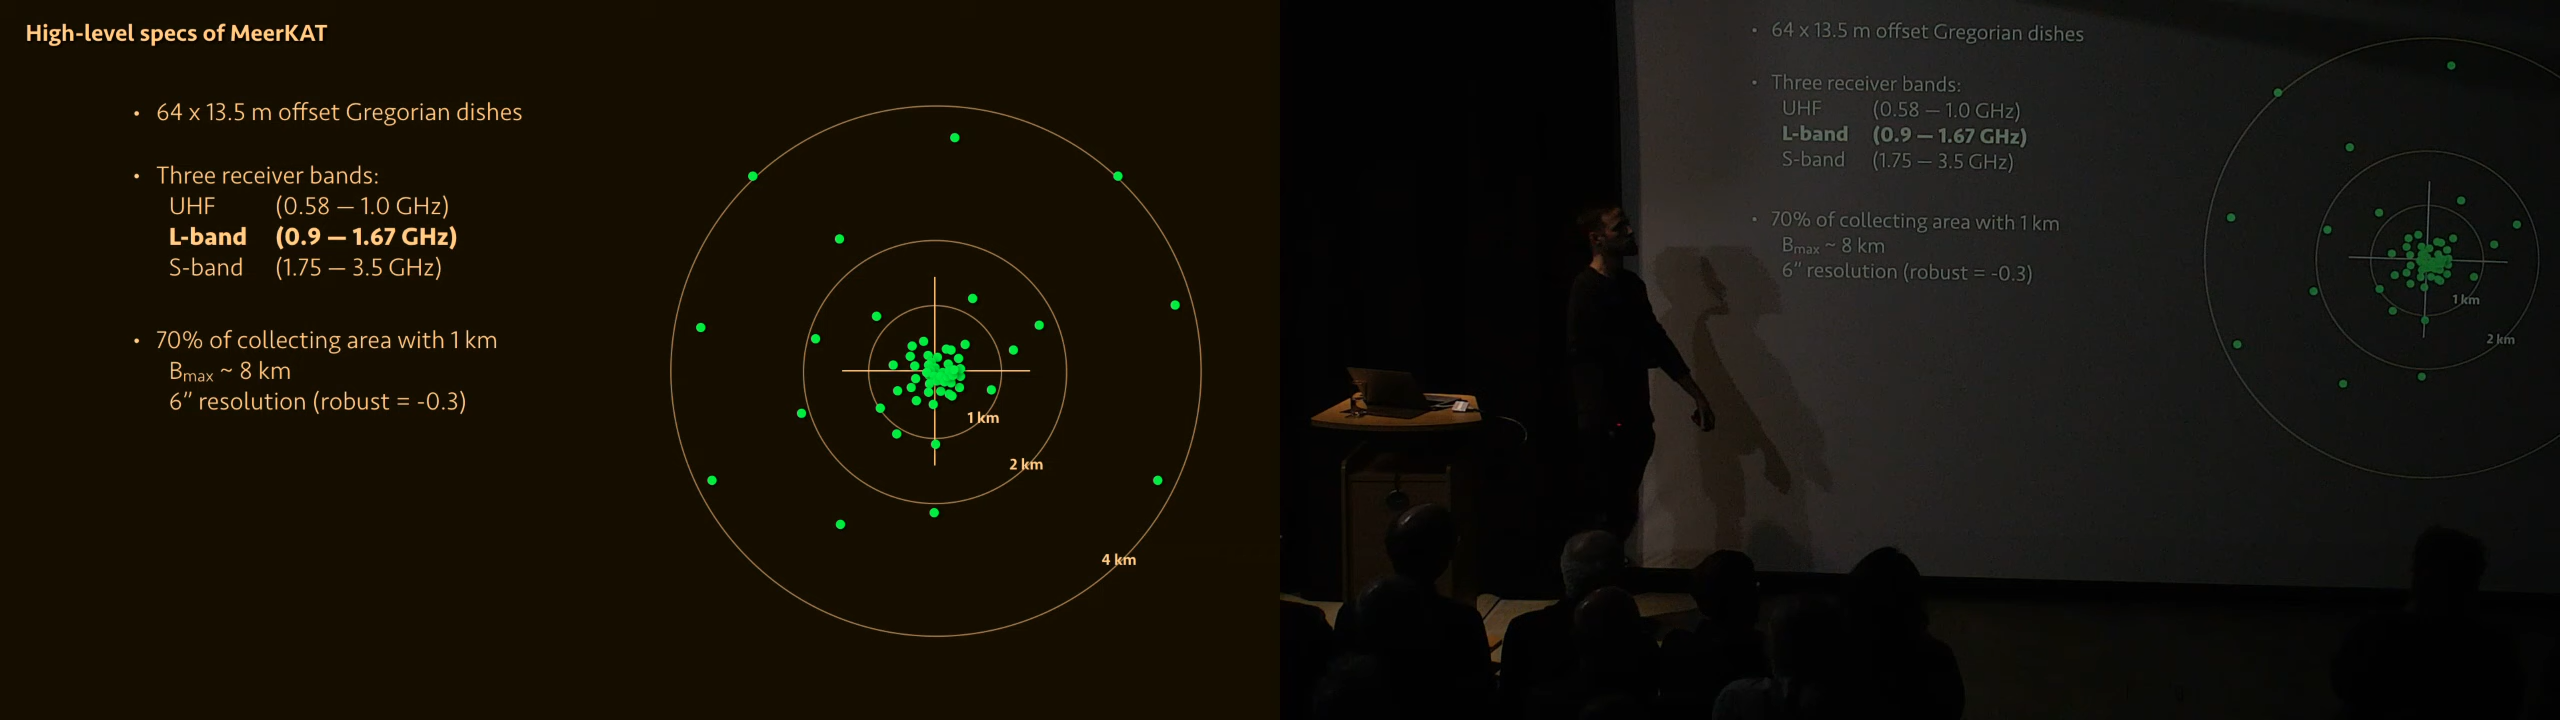 High-level specs of MeerKAT
• 64 x 13.5 m offset Gregorian dishes
• Three receiver bands:
UHF (0.58 – 1.0 GHz)
L-band (0.9 – 1.67 GHz)
S-band (1.75 – 3.5 GHz)
• 70% of collecting area with 1 km
Bmax ~ 8 km
6” resolution (robust = -0.3)
1 km
2 km
4 km
• 64 x 13.5 m offset Gregorian dishes
• Three receiver bands:
UHF (0.58 – 1.0 GHz)
L-band (0.9 – 1.67 GHz)
S-band (1.75 – 3.5 GHz)
• 70% of collecting area with 1 km
Bmax ~ 8 km
6” resolution (robust = -0.3)
1 km
2 km